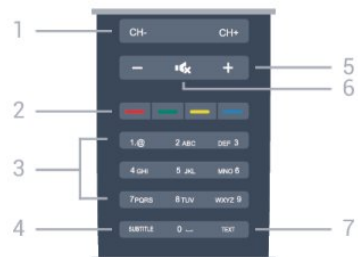 1 CH- CH+
− + 5
6
2
1.@ 2 ABC DEF 3
3
4 GHI 5 JKL MNO 6
7PQRS 8TUV WXYZ 9
4 SUBTITLE 0 TEXT 7